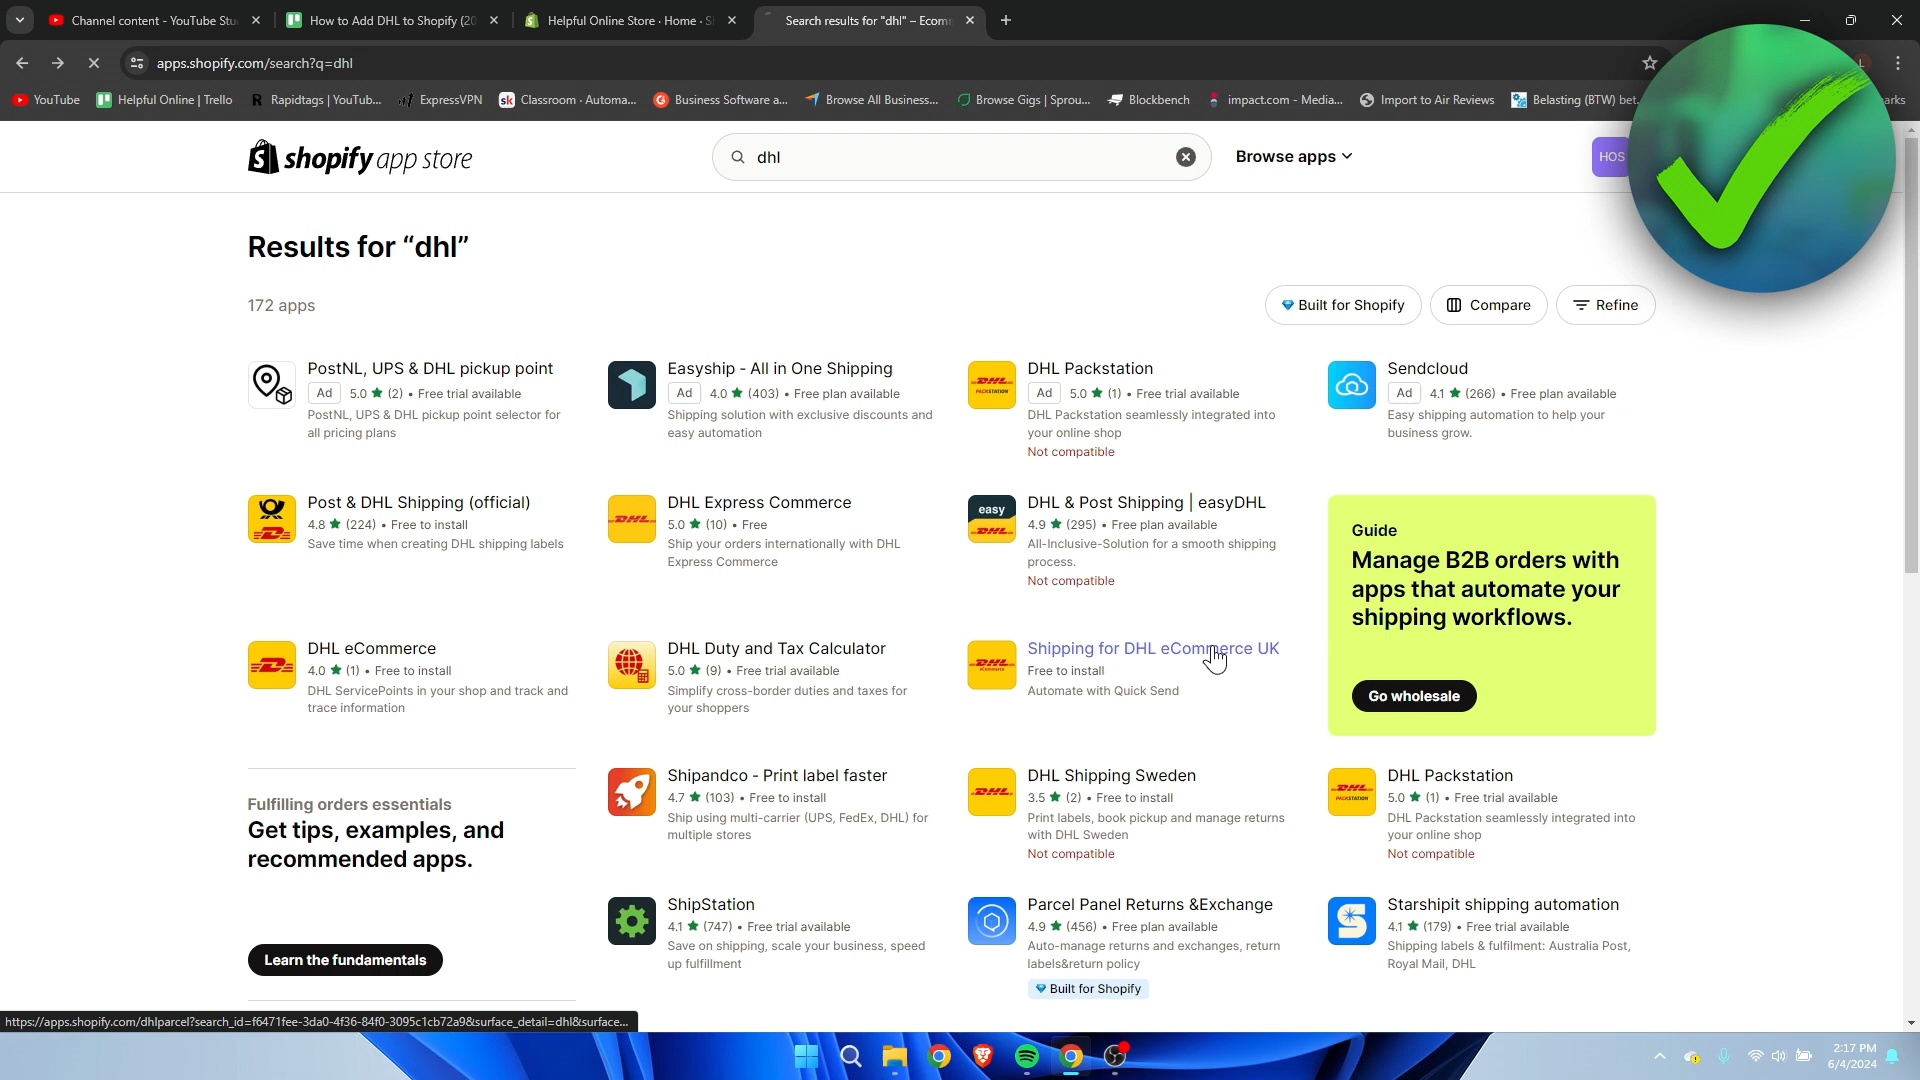 Channel content - YouTube Stu
How to Add DHL to Shopify (20
Helpful Online Store · Home · S
Search results for "dhl" – Ecom
apps.shopify.com/search?q=dhl
YouTube
Helpful Online | Trello
Rapidtags | YouTub...
ExpressVPN
Classroom - Automa...
Business Software a...
Browse All Business...
Browse Gigs | Sprou...
Blockbench
impact.com - Media...
Import to Air Reviews
Belasting (BTW) bet...
arks
shopify app store
dhl
Browse apps
HOS
Results for “dhl”
172 apps
Built for Shopify
Compare
Refine
PostNL, UPS & DHL pickup point
Ad 5.0 ★ (2) • Free trial available
PostNL, UPS & DHL pickup point selector for
all pricing plans
Easyship - All in One Shipping
Ad 4.0 ★ (403) • Free plan available
Shipping solution with exclusive discounts and
easy automation
DHL Packstation
Ad 5.0 ★ (1) • Free trial available
DHL Packstation seamlessly integrated into
your online shop
Not compatible
Sendcloud
Ad 4.1 ★ (266) • Free plan available
Easy shipping automation to help your
business grow.
Post & DHL Shipping (official)
4.8 ★ (224) • Free to install
Save time when creating DHL shipping labels
DHL Express Commerce
5.0 ★ (10) • Free
Ship your orders internationally with DHL
Express Commerce
easy
DHL & Post Shipping | easyDHL
4.9 ★ (295) • Free plan available
All-Inclusive-Solution for a smooth shipping
process.
Not compatible
Guide
Manage B2B orders with
apps that automate your
shipping workflows.
Go wholesale
DHL eCommerce
4.0 ★ (1) • Free to install
DHL ServicePoints in your shop and track and
trace information
DHL Duty and Tax Calculator
5.0 ★ (9) • Free trial available
Simplify cross-border duties and taxes for
your shoppers
Shipping for DHL eCommerce UK
Free to install
Automate with Quick Send
Fulfilling orders essentials
Get tips, examples, and
recommended apps.
Learn the fundamentals
Shipandco - Print label faster
4.7 ★ (103) • Free to install
Ship using multi-carrier (UPS, FedEx, DHL) for
multiple stores
DHL Shipping Sweden
3.5 ★ (2) • Free to install
Print labels, book pickup and manage returns
with DHL Sweden
Not compatible
DHL Packstation
5.0 ★ (1) • Free trial available
DHL Packstation seamlessly integrated into
your online shop
Not compatible
ShipStation
4.1 ★ (747) • Free trial available
Save on shipping, scale your business, speed
up fulfillment
Parcel Panel Returns &Exchange
4.9 ★ (456) • Free plan available
Auto-manage returns and exchanges, return
labels&return policy
Built for Shopify
Starshipit shipping automation
4.1 ★ (179) • Free trial available
Shipping labels & fulfilment: Australia Post,
Royal Mail, DHL
https://apps.shopify.com/dhlparcel?search_id=f6471fee-3da0-4f36-84f0-3095c1cb72a9&surface_detail=dhl&surface...
2:17 PM
6/4/2024